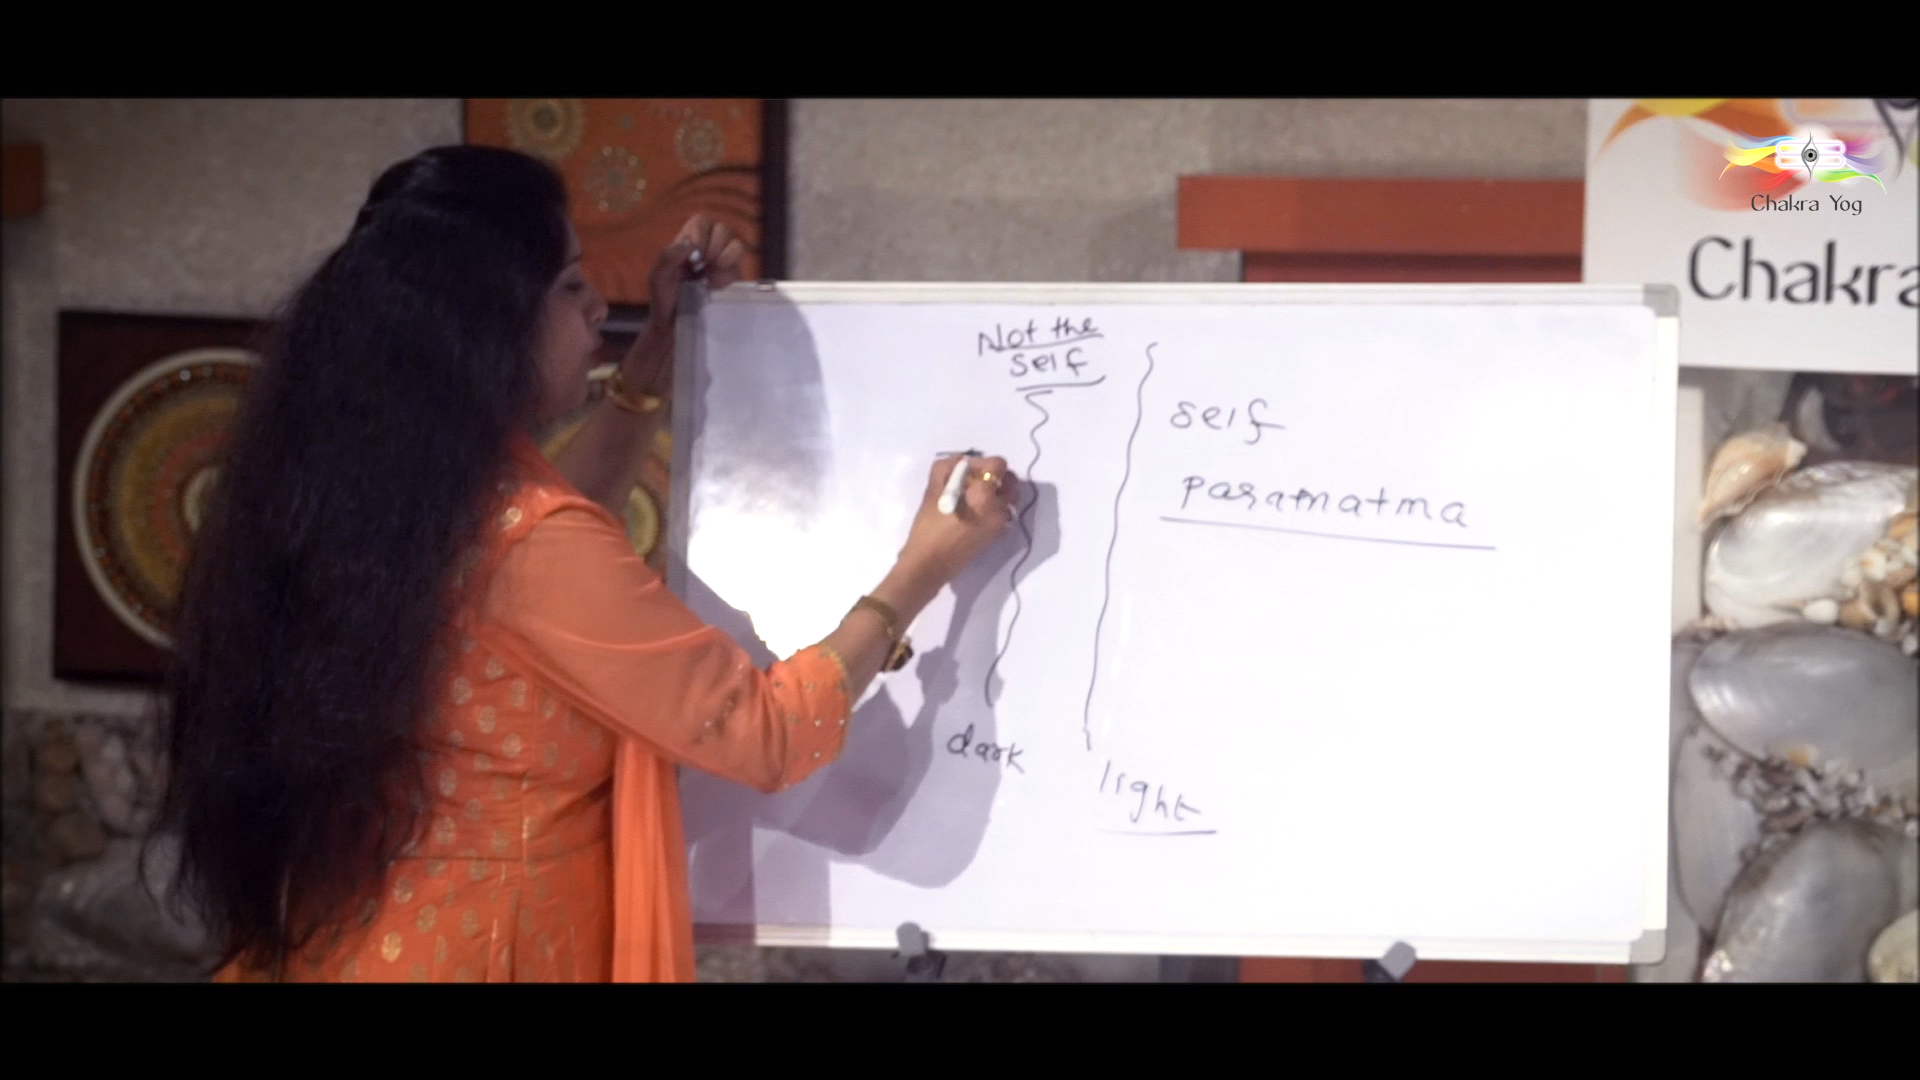 Chakra Yog
Chakra
Not the
self
self
paramatma
dark
light